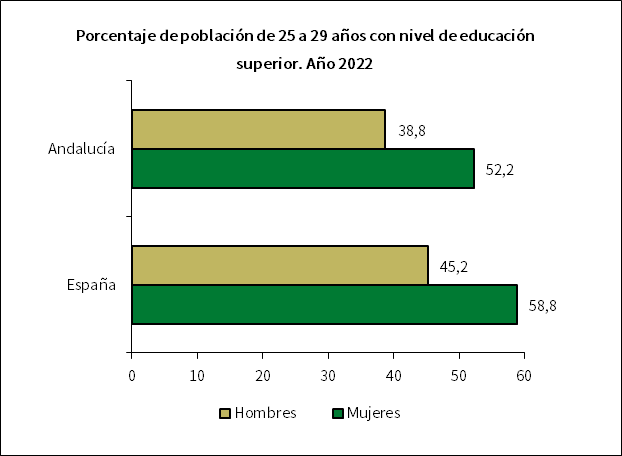 Porcentaje de población de 25 a 29 años con nivel de educación
superior. Año 2022
Andalucía
38,8
52,2
España
45,2
58,8
0 10 20 30 40 50 60
Hombres Mujeres